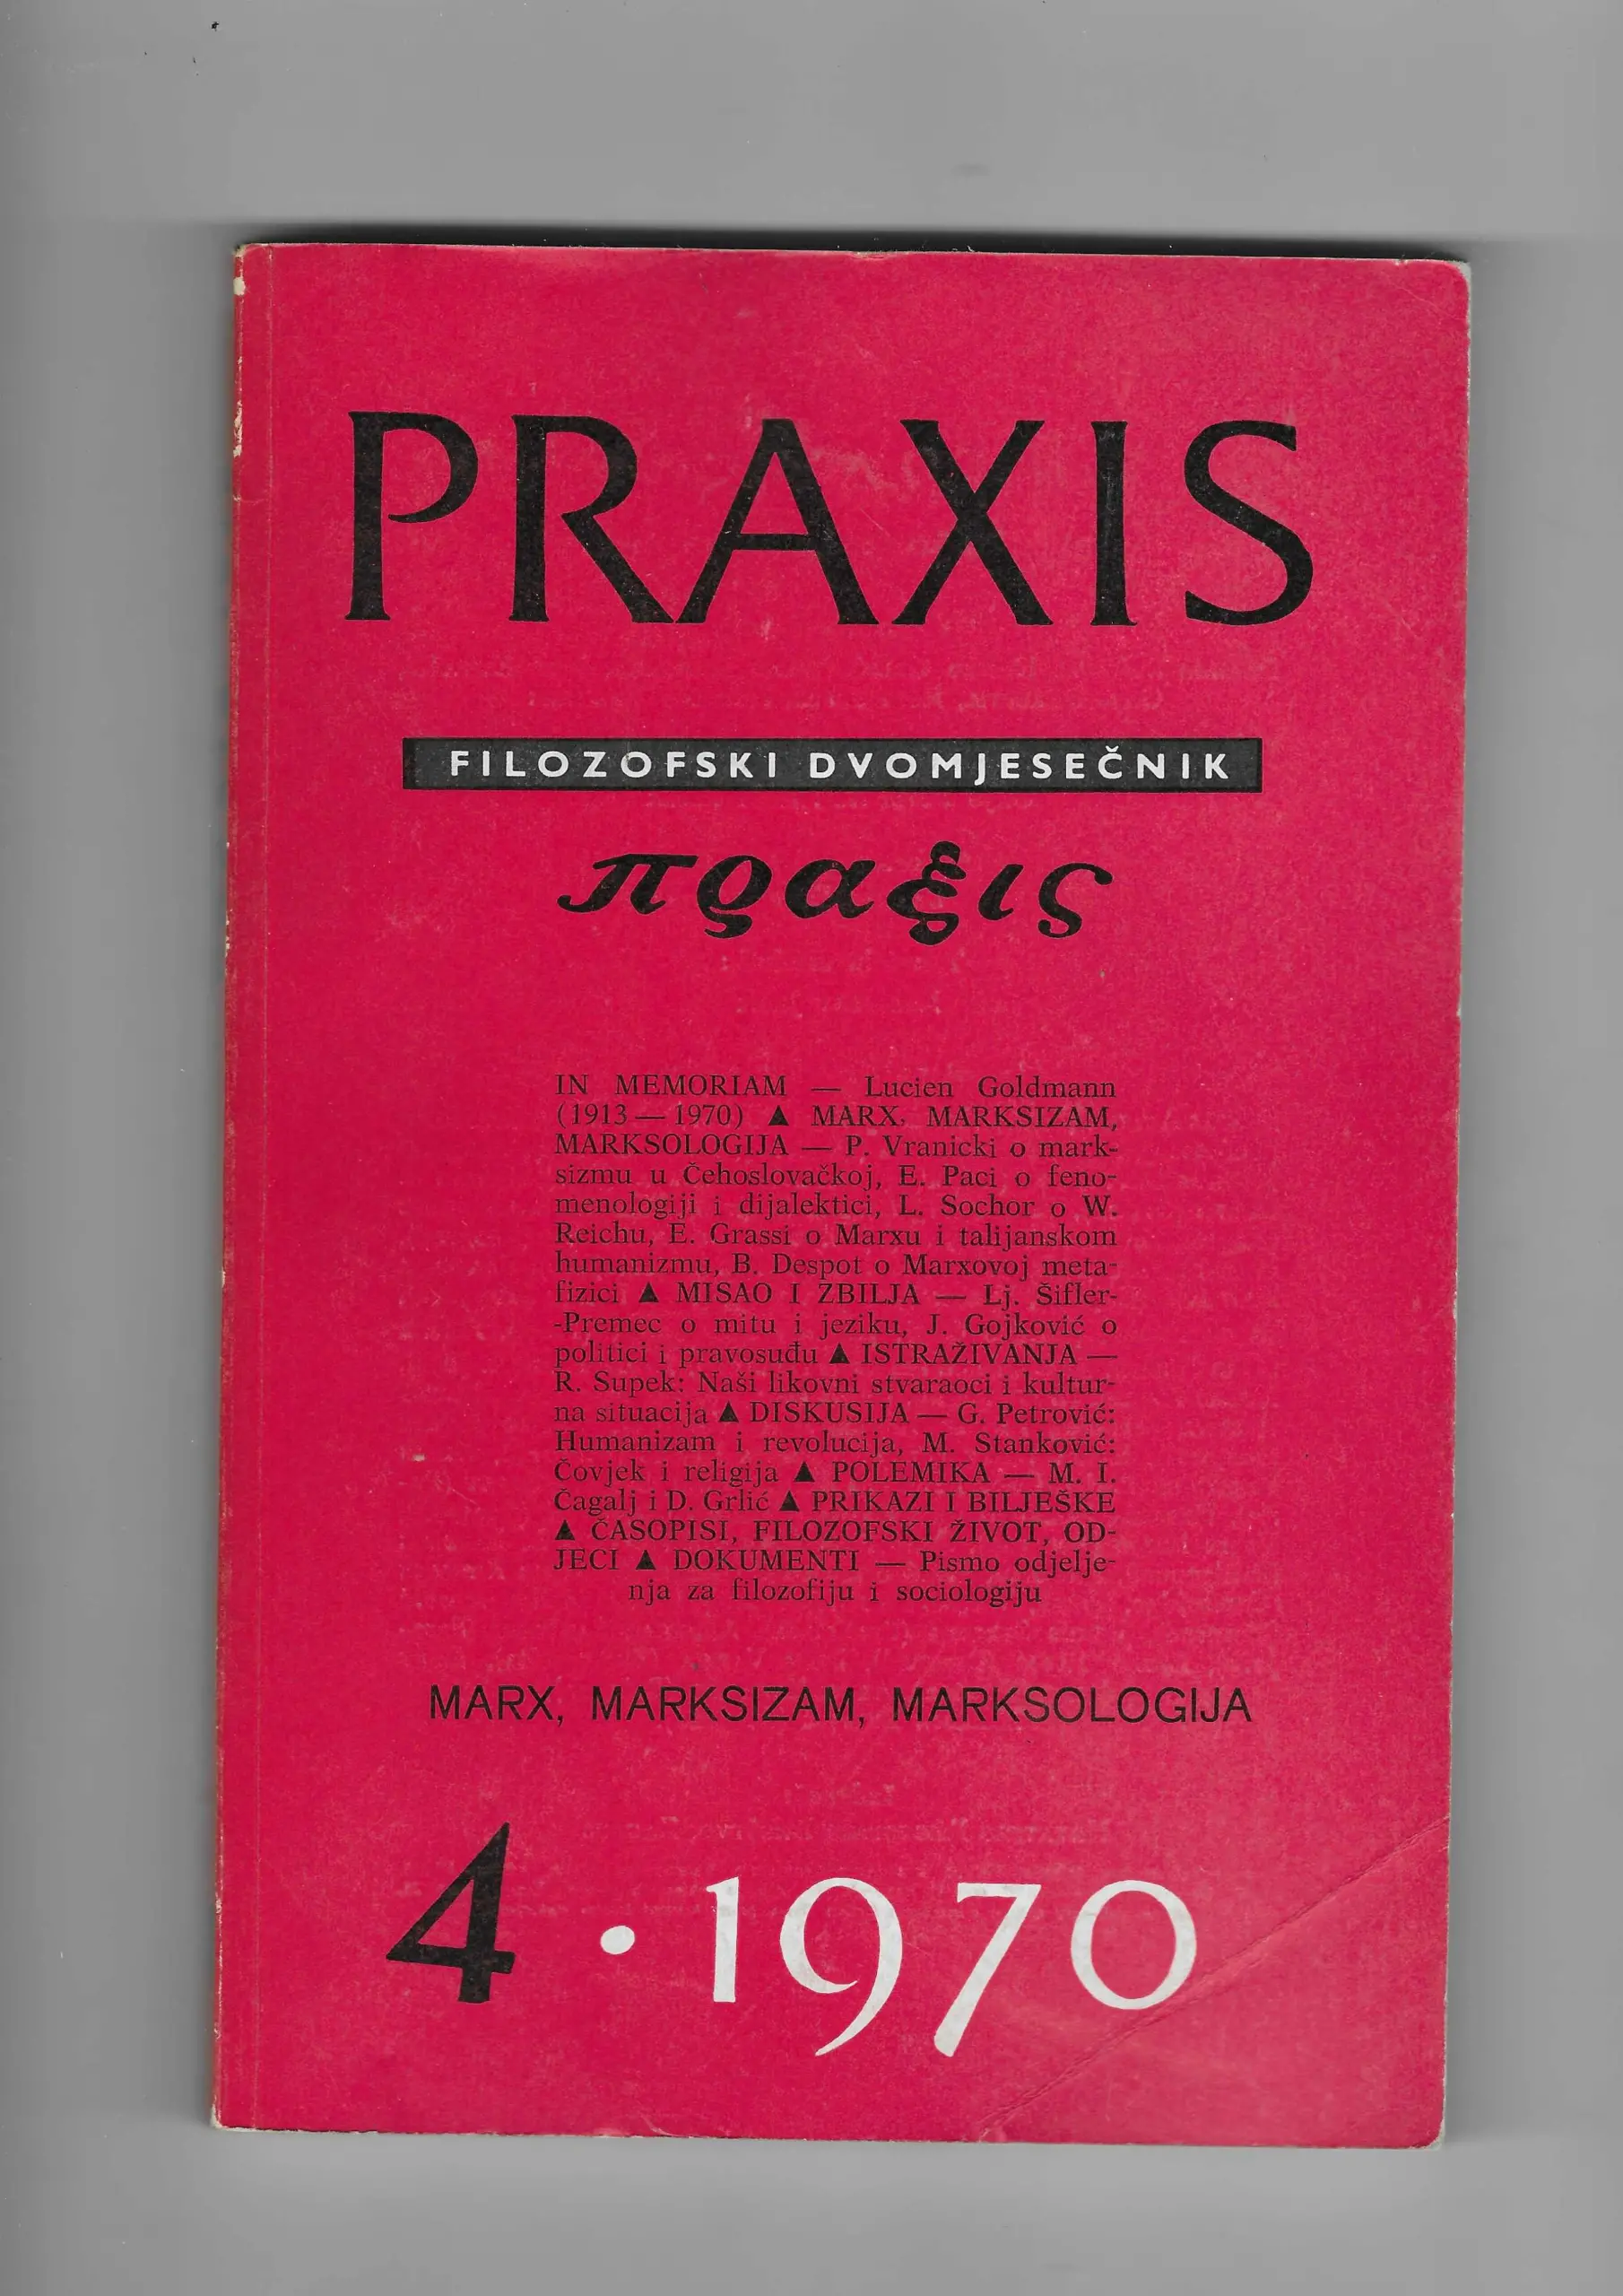 PRAXIS
FILOZOFSKI DVOMJESEČNIK
πϱαξις
IN MEMORIAM — Lucien Goldmann
(1913 — 1970) ▲ MARX, MARKSIZAM,
MARKSOLOGIJA — P. Vranicki o mark-
sizmu u Čehoslovačkoj, E. Paci o feno-
menologiji i dijalektici, L. Sochor o W.
Reichu, E. Grassi o Marxu i talijanskom
humanizmu, B. Despot o Marxovoj meta-
fizici ▲ MISAO I ZBILJA — Lj. Šifler-
-Premec o mitu i jeziku, J. Gojković o
politici i pravosuđu ▲ ISTRAŽIVANJA —
R. Supek: Naši likovni stvaraoci i kultur-
na situacija ▲ DISKUSIJA — G. Petrović:
Humanizam i revolucija, M. Stanković:
Čovjek i religija ▲ POLEMIKA — M. I.
Čagalj i D. Grlić ▲ PRIKAZI I BILJEŠKE
▲ ČASOPISI, FILOZOFSKI ŽIVOT, OD-
JECI ▲ DOKUMENTI — Pismo odjelje-
nja za filozofiju i sociologiju
MARX, MARKSIZAM, MARKSOLOGIJA
4 · 1970